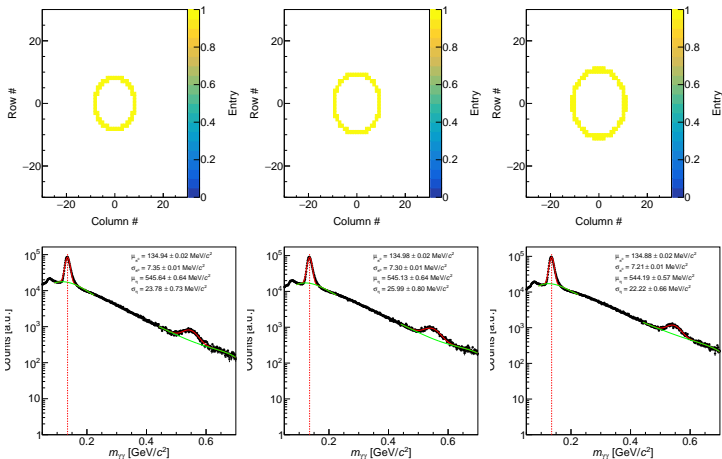 Row #
Column #
Entry
20
0
−20
−20
0
20
0
0.2
0.4
0.6
0.8
1
Row #
Column #
Entry
20
0
−20
−20
0
20
0
0.2
0.4
0.6
0.8
1
Row #
Column #
Entry
20
0
−20
−20
0
20
0
0.2
0.4
0.6
0.8
1
μπ⁰ = 134.94 ± 0.02 MeV/c²
σπ⁰ = 7.35 ± 0.01 MeV/c²
μη = 545.64 ± 0.64 MeV/c²
ση = 23.78 ± 0.73 MeV/c²
Counts [a.u.]
10⁵
10⁴
10³
10²
10
1
0.2
0.4
0.6
mγγ [GeV/c²]
μπ⁰ = 134.98 ± 0.02 MeV/c²
σπ⁰ = 7.30 ± 0.01 MeV/c²
μη = 545.13 ± 0.64 MeV/c²
ση = 25.99 ± 0.80 MeV/c²
Counts [a.u.]
10⁵
10⁴
10³
10²
10
1
0.2
0.4
0.6
mγγ [GeV/c²]
μπ⁰ = 134.88 ± 0.02 MeV/c²
σπ⁰ = 7.21 ± 0.01 MeV/c²
μη = 544.19 ± 0.57 MeV/c²
ση = 22.22 ± 0.66 MeV/c²
Counts [a.u.]
10⁵
10⁴
10³
10²
10
1
0.2
0.4
0.6
mγγ [GeV/c²]